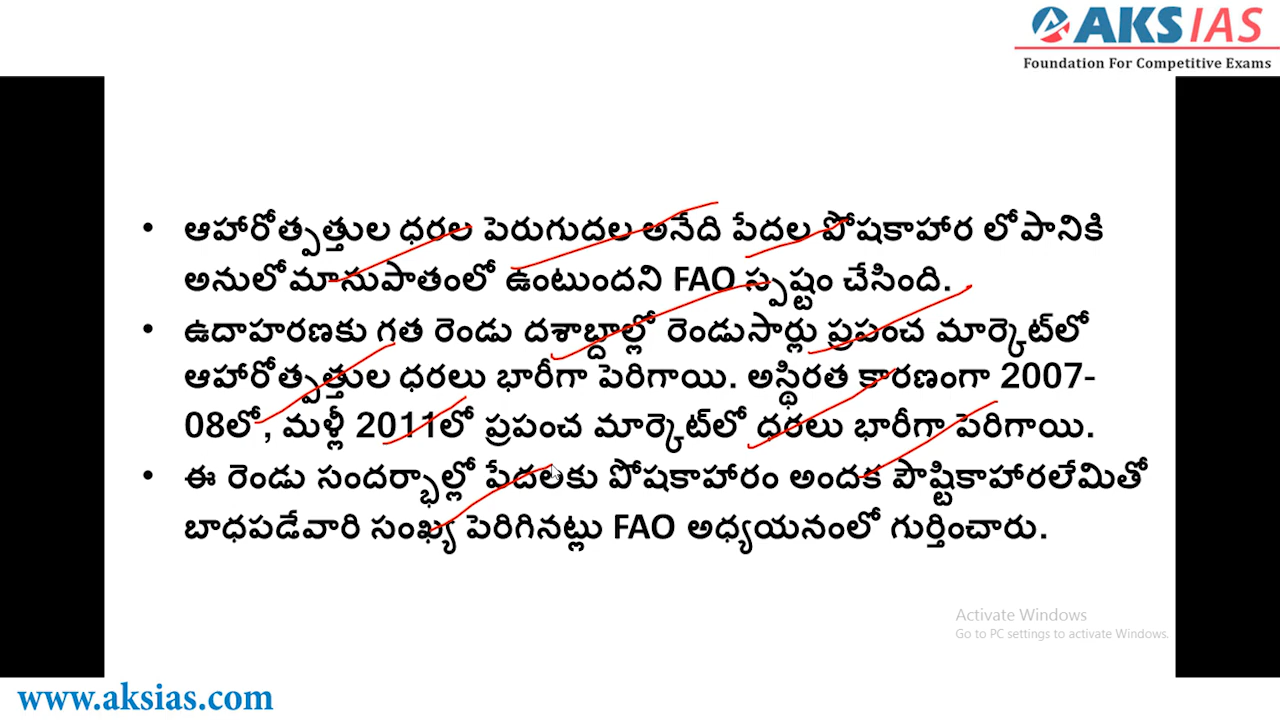 AKS IAS
Foundation For Competitive Exams
• ఆహారోత్పత్తుల ధరల పెరుగుదల అనేది పేదల పోషకాహార లోపానికి
అనులోమానుపాతంలో ఉంటుందని FAO స్పష్టం చేసింది.
• ఉదాహరణకు గత రెండు దశాబ్దాల్లో రెండుసార్లు ప్రపంచ మార్కెట్‌లో
ఆహారోత్పత్తుల ధరలు భారీగా పెరిగాయి. అస్థిరత కారణంగా 2007-
08లో, మళ్లీ 2011లో ప్రపంచ మార్కెట్‌లో ధరలు భారీగా పెరిగాయి.
• ఈ రెండు సందర్భాల్లో పేదలకు పోషకాహారం అందక పౌష్టికాహారలేమితో
బాధపడేవారి సంఖ్య పెరిగినట్లు FAO అధ్యయనంలో గుర్తించారు.
Activate Windows
Go to PC settings to activate Windows.
www.aksias.com